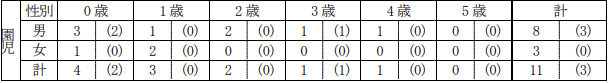 園児 性別 0歳 1歳 2歳 3歳 4歳 5歳 計
男 3 (2) 1 (0) 2 (0) 1 (1) 1 (0) 0 (0) 8 (3)
女 1 (0) 2 (0) 0 (0) 0 (0) 0 (0) 0 (0) 3 (0)
計 4 (2) 3 (0) 2 (0) 1 (1) 1 (0) 0 (0) 11 (3)